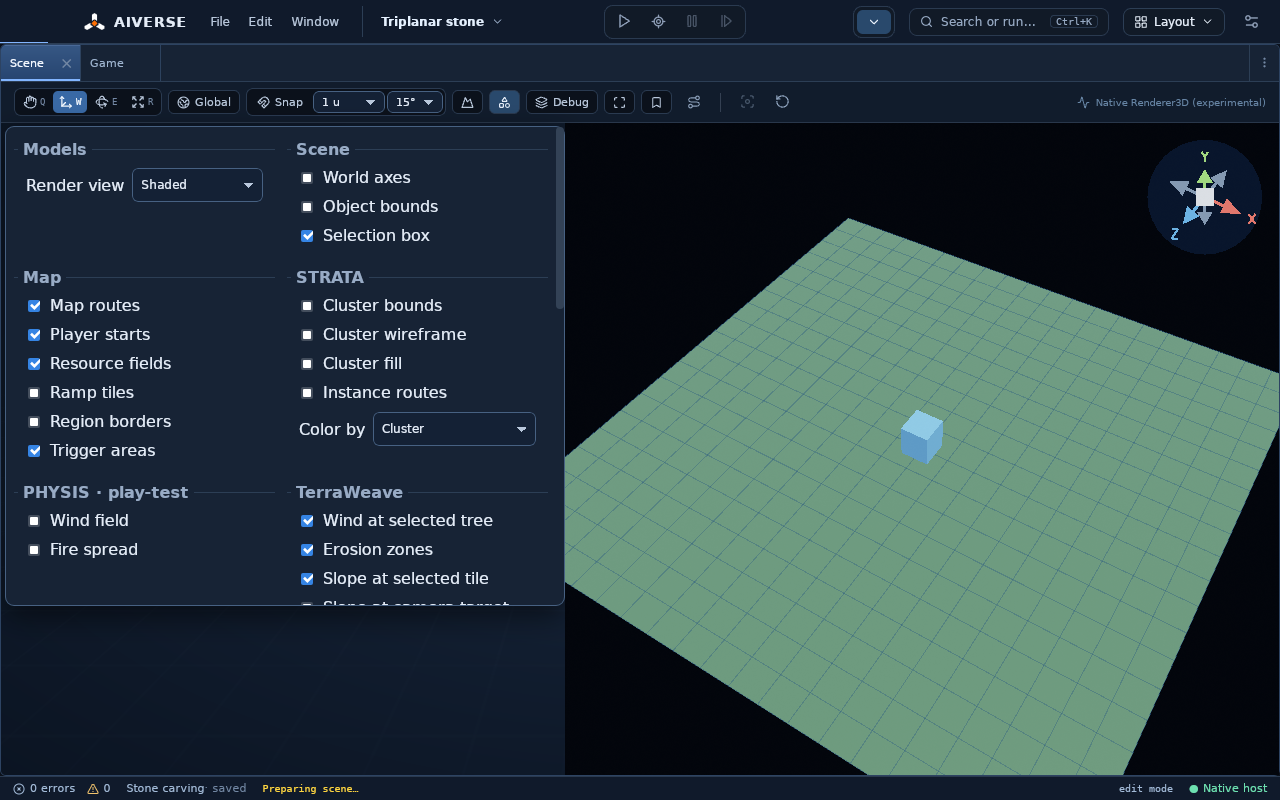 AIVERSE File Edit Window Triplanar stone Search or run... Ctrl+K Layout
Scene Game
Q W E R Global Snap 1 u 15° Debug Native Renderer3D (experimental)
Models
Render view Shaded
Scene
World axes
Object bounds
Selection box
Map
Map routes
Player starts
Resource fields
Ramp tiles
Region borders
Trigger areas
STRATA
Cluster bounds
Cluster wireframe
Cluster fill
Instance routes
Color by Cluster
PHYSIS · play-test
Wind field
Fire spread
TerraWeave
Wind at selected tree
Erosion zones
Slope at selected tile
Slope at camera target
Y
X
Z
0 errors 0 Stone carving · saved Preparing scene… edit mode Native host